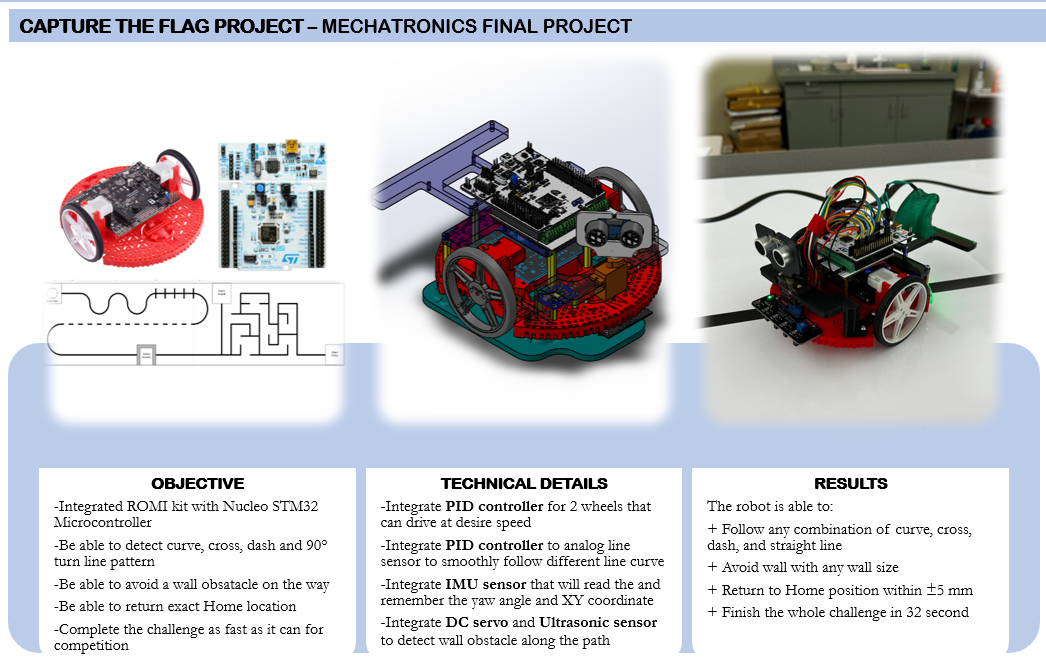 CAPTURE THE FLAG PROJECT – MECHATRONICS FINAL PROJECT
OBJECTIVE
-Integrated ROMI kit with Nucleo STM32
Microcontroller
-Be able to detect curve, cross, dash and 90°
turn line pattern
-Be able to avoid a wall obsatacle on the way
-Be able to return exact Home location
-Complete the challenge as fast as it can for
competition
TECHNICAL DETAILS
-Integrate PID controller for 2 wheels that
can drive at desire speed
-Integrate PID controller to analog line
sensor to smoothly follow different line curve
-Integrate IMU sensor that will read the and
remember the yaw angle and XY coordinate
-Integrate DC servo and Ultrasonic sensor
to detect wall obstacle along the path
RESULTS
The robot is able to:
+ Follow any combination of curve, cross,
dash, and straight line
+ Avoid wall with any wall size
+ Return to Home position within ±5 mm
+ Finish the whole challenge in 32 second